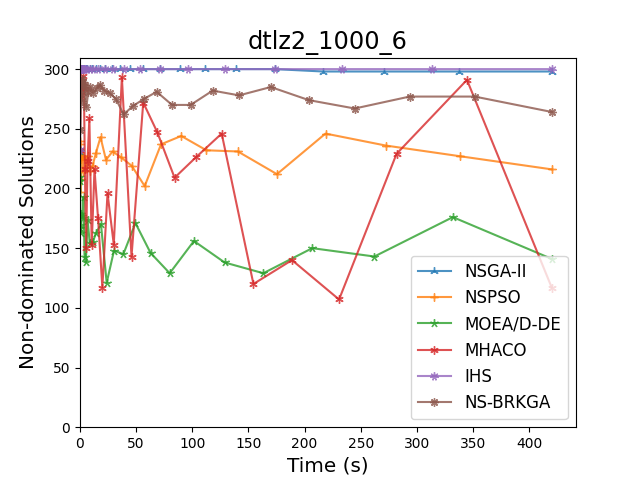 dtlz2_1000_6
Non-dominated Solutions
300
250
200
150
100
50
0
0 50 100 150 200 250 300 350 400
Time (s)
NSGA-II
NSPSO
MOEA/D-DE
MHACO
IHS
NS-BRKGA